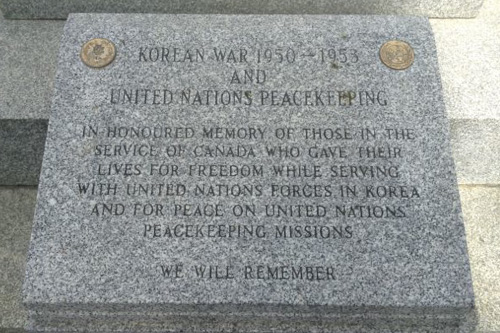 KOREAN WAR 1950-1953
AND
UNITED NATIONS PEACEKEEPING
IN HONOURED MEMORY OF THOSE IN THE
SERVICE OF CANADA WHO GAVE THEIR
LIVES FOR FREEDOM WHILE SERVING
WITH UNITED NATIONS FORCES IN KOREA
AND FOR PEACE ON UNITED NATIONS
PEACEKEEPING MISSIONS
WE WILL REMEMBER